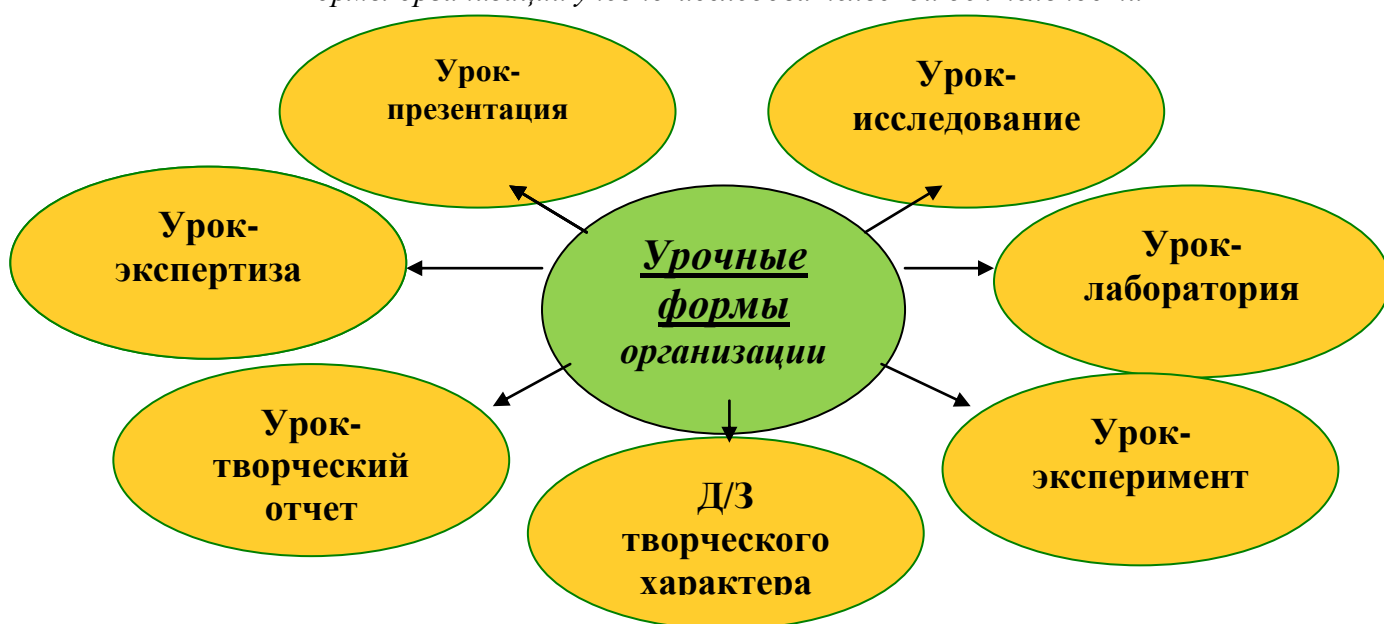 Урок-
презентация
Урок-
исследование
Урок-
экспертиза
Урочные
формы
организации
Урок-
лаборатория
Урок-
творческий
отчет
Д/З
творческого
характера
Урок-
эксперимент